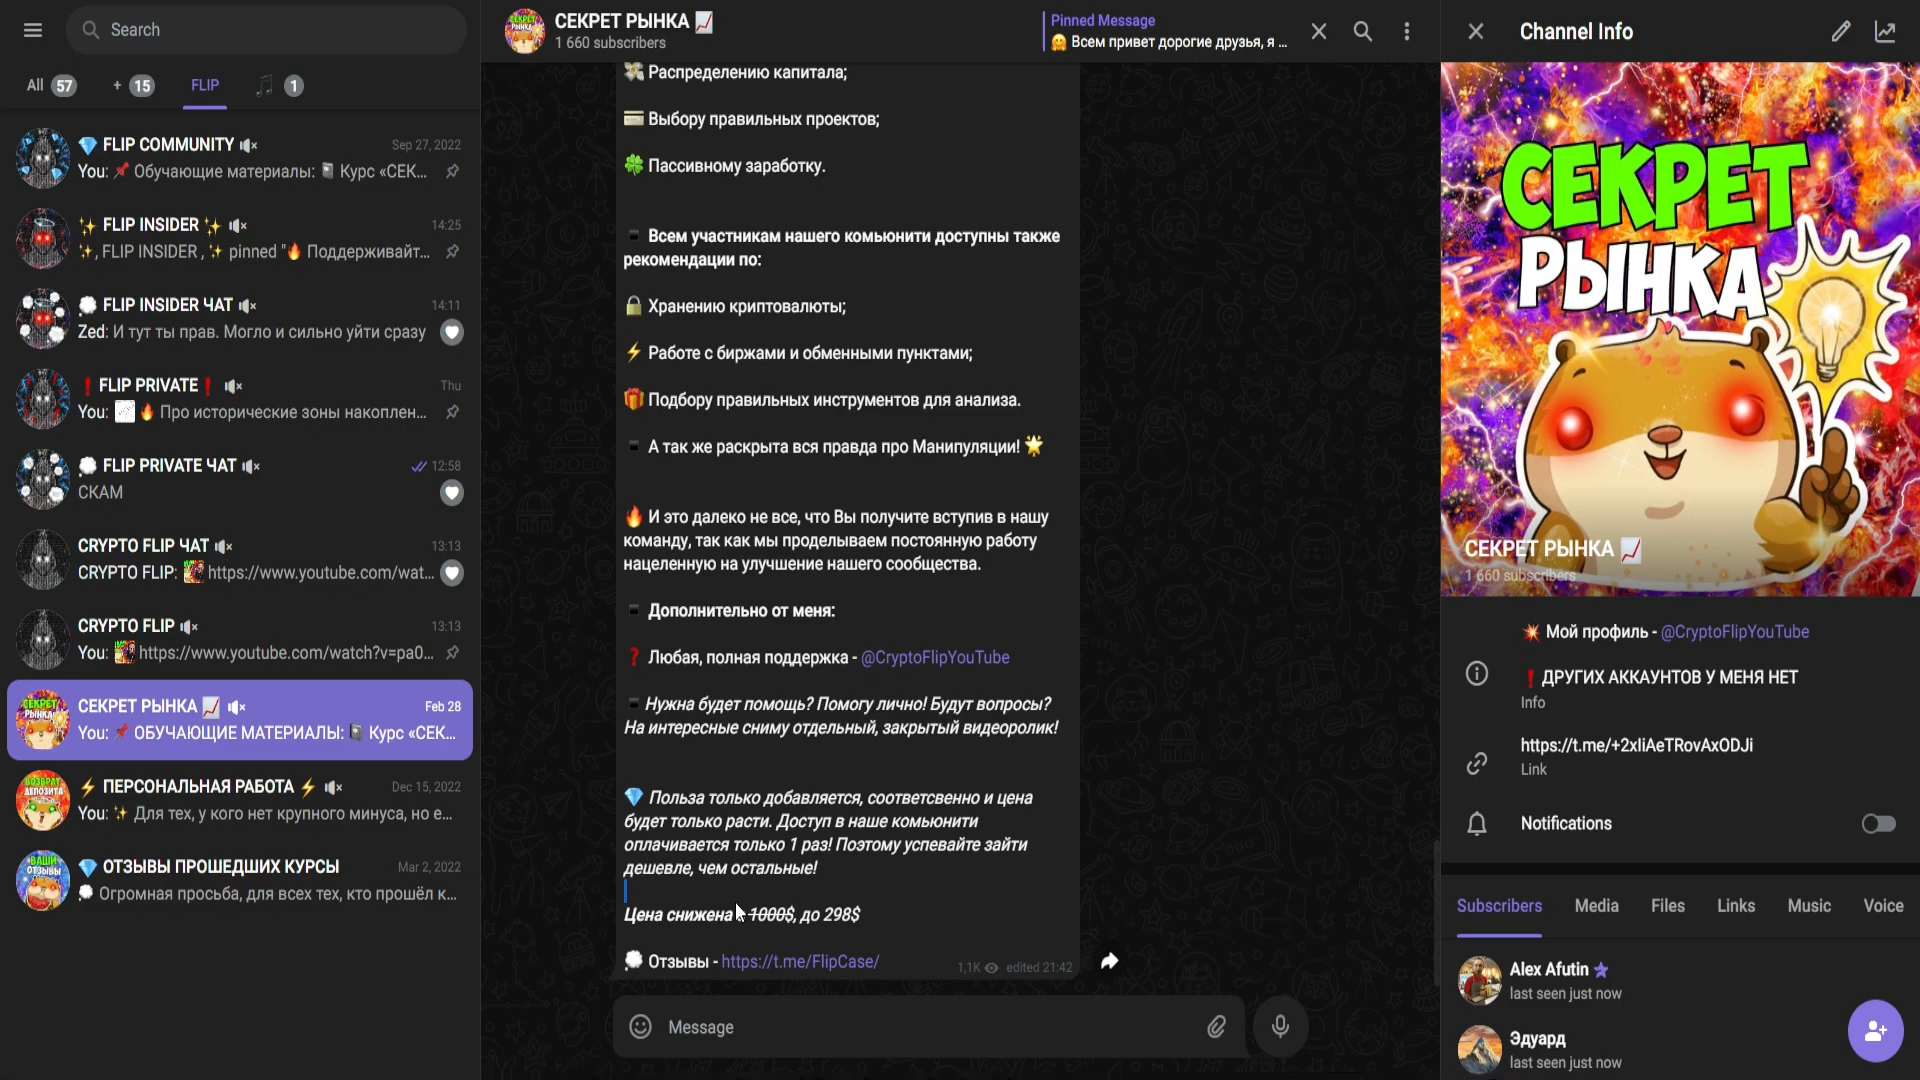 Search
All 57
+ 15
FLIP
1
FLIP COMMUNITY
Sep 27, 2022
You: 📌 Обучающие материалы: 📓 Курс «СЕК...
✨ FLIP INSIDER ✨
14:25
✨, FLIP INSIDER , ✨ pinned "🔥 Поддерживайт...
FLIP INSIDER ЧАТ
14:11
Zed: И тут ты прав. Могло и сильно уйти сразу
❗ FLIP PRIVATE ❗
Thu
You: 🔥 Про исторические зоны накоплен...
FLIP PRIVATE ЧАТ
12:58
СКАМ
CRYPTO FLIP ЧАТ
13:13
CRYPTO FLIP: https://www.youtube.com/wat...
CRYPTO FLIP
13:13
You: https://www.youtube.com/watch?v=pa0...
СЕКРЕТ РЫНКА 📈
Feb 28
You: 📌 ОБУЧАЮЩИЕ МАТЕРИАЛЫ: 📓 Курс «СЕК...
⚡ ПЕРСОНАЛЬНАЯ РАБОТА ⚡
Dec 15, 2022
You: ✨ Для тех, у кого нет крупного минуса, но е...
💎 ОТЗЫВЫ ПРОШЕДШИХ КУРСЫ
Mar 2, 2022
💭 Огромная просьба, для всех тех, кто прошёл к...
СЕКРЕТ РЫНКА 📈
1 660 subscribers
Pinned Message
🤗 Всем привет дорогие друзья, я ...
💸 Распределению капитала;
💳 Выбору правильных проектов;
🍀 Пассивному заработку.
▪ Всем участникам нашего комьюнити доступны также
рекомендации по:
🔒 Хранению криптовалюты;
⚡ Работе с биржами и обменными пунктами;
🎁 Подбору правильных инструментов для анализа.
▪ А так же раскрыта вся правда про Манипуляции! 🌟
🔥 И это далеко не все, что Вы получите вступив в нашу
команду, так как мы проделываем постоянную работу
нацеленную на улучшение нашего сообщества.
▪ Дополнительно от меня:
❓ Любая, полная поддержка - @CryptoFlipYouTube
▪ Нужна будет помощь? Помогу лично! Будут вопросы?
На интересные сниму отдельный, закрытый видеоролик!
💎 Польза только добавляется, соответсвенно и цена
будет только расти. Доступ в наше комьюнити
оплачивается только 1 раз! Поэтому успевайте зайти
дешевле, чем остальные!
Цена снижена 1000$, до 298$
💭 Отзывы - https://t.me/FlipCase/
1,1K edited 21:42
Message
Channel Info
СЕКРЕТ
РЫНКА
СЕКРЕТ РЫНКА 📈
1 660 subscribers
💥 Мой профиль - @CryptoFlipYouTube
❗ ДРУГИХ АККАУНТОВ У МЕНЯ НЕТ
Info
https://t.me/+2xliAeTRovAxODJi
Link
Notifications
Subscribers Media Files Links Music Voice
Alex Afutin
last seen just now
Эдуард
last seen just now